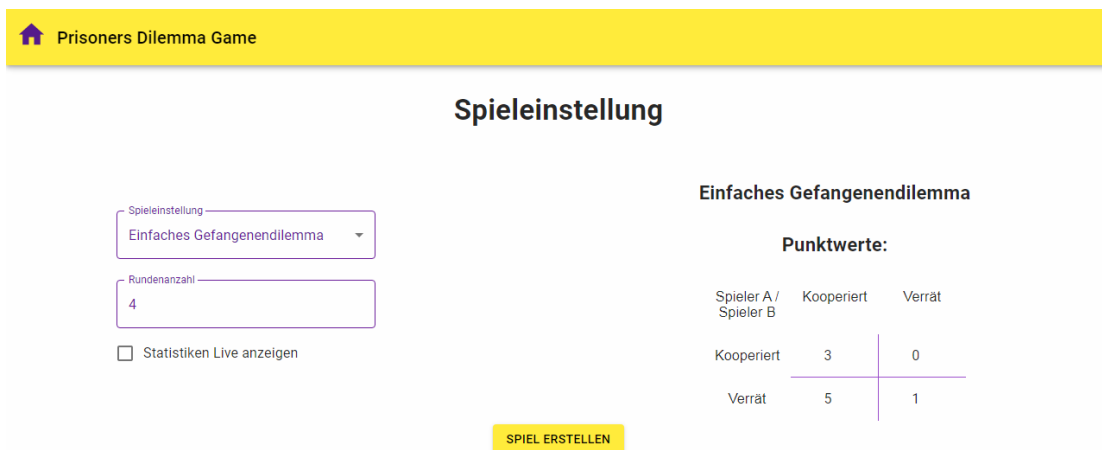 Prisoners Dilemma Game
Spieleinstellung
Spieleinstellung
Einfaches Gefangenendilemma
Rundenanzahl
4
Statistiken Live anzeigen
Einfaches Gefangenendilemma
Punktwerte:
Spieler A / Kooperiert Verrät
Spieler B
Kooperiert 3 0
Verrät 5 1
SPIEL ERSTELLEN